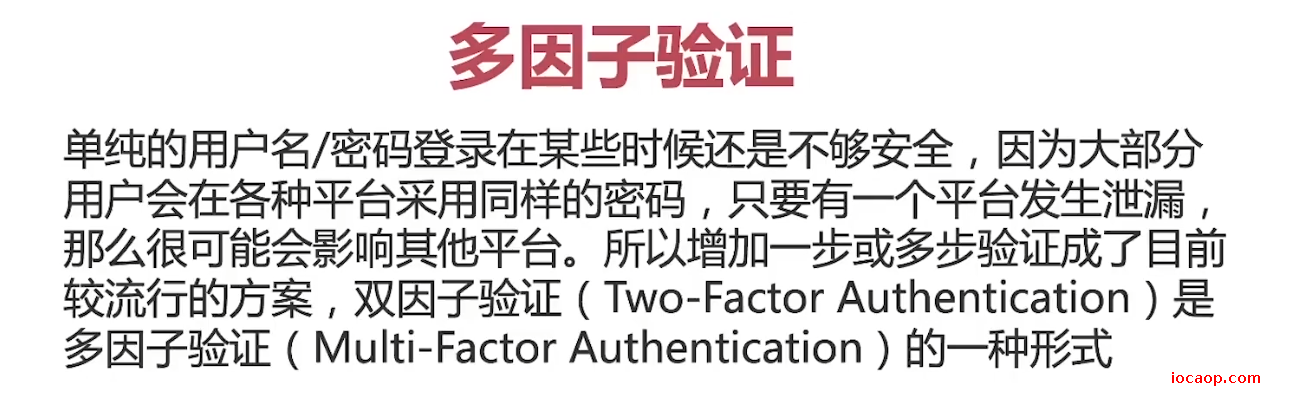 多因子验证
单纯的用户名/密码登录在某些时候还是不够安全，因为大部分
用户会在各种平台采用同样的密码，只要有一个平台发生泄漏，
那么很可能会影响其他平台。所以增加一步或多步验证成了目前
较流行的方案，双因子验证（Two-Factor Authentication）是
多因子验证（Multi-Factor Authentication）的一种形式
iocaop.com